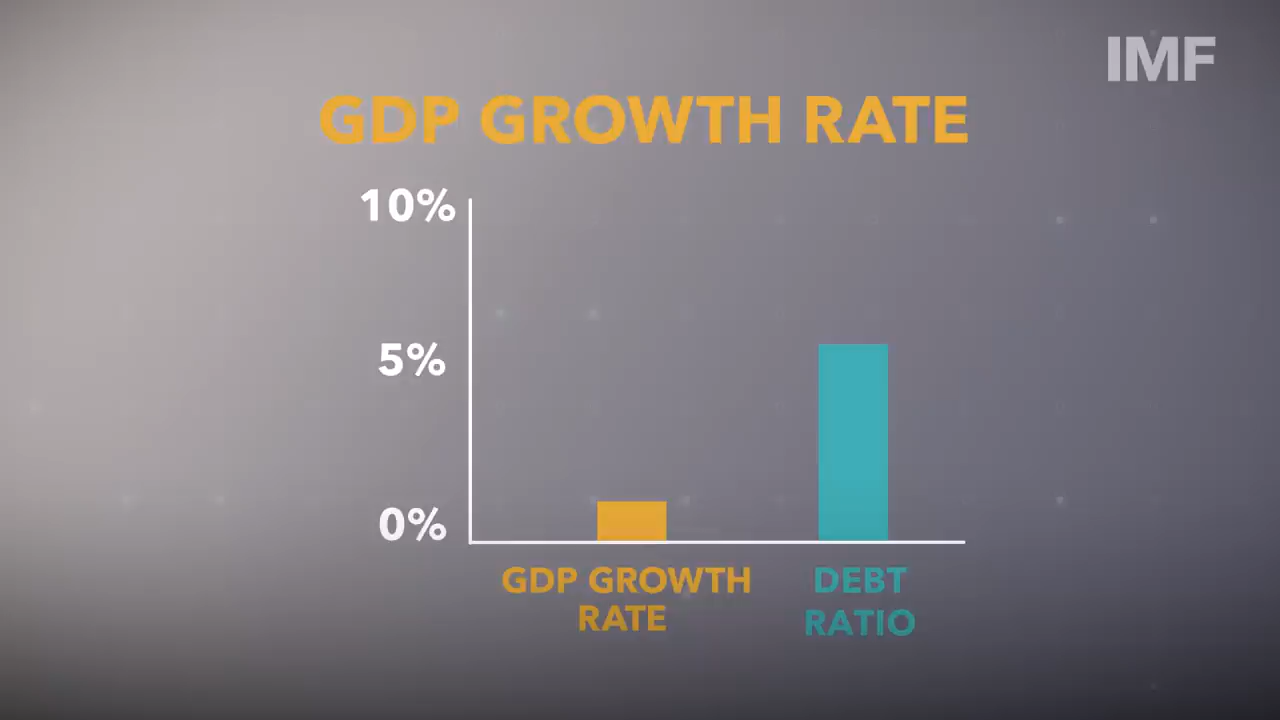 IMF
GDP GROWTH RATE
10%
5%
0%
GDP GROWTH
RATE
DEBT
RATIO